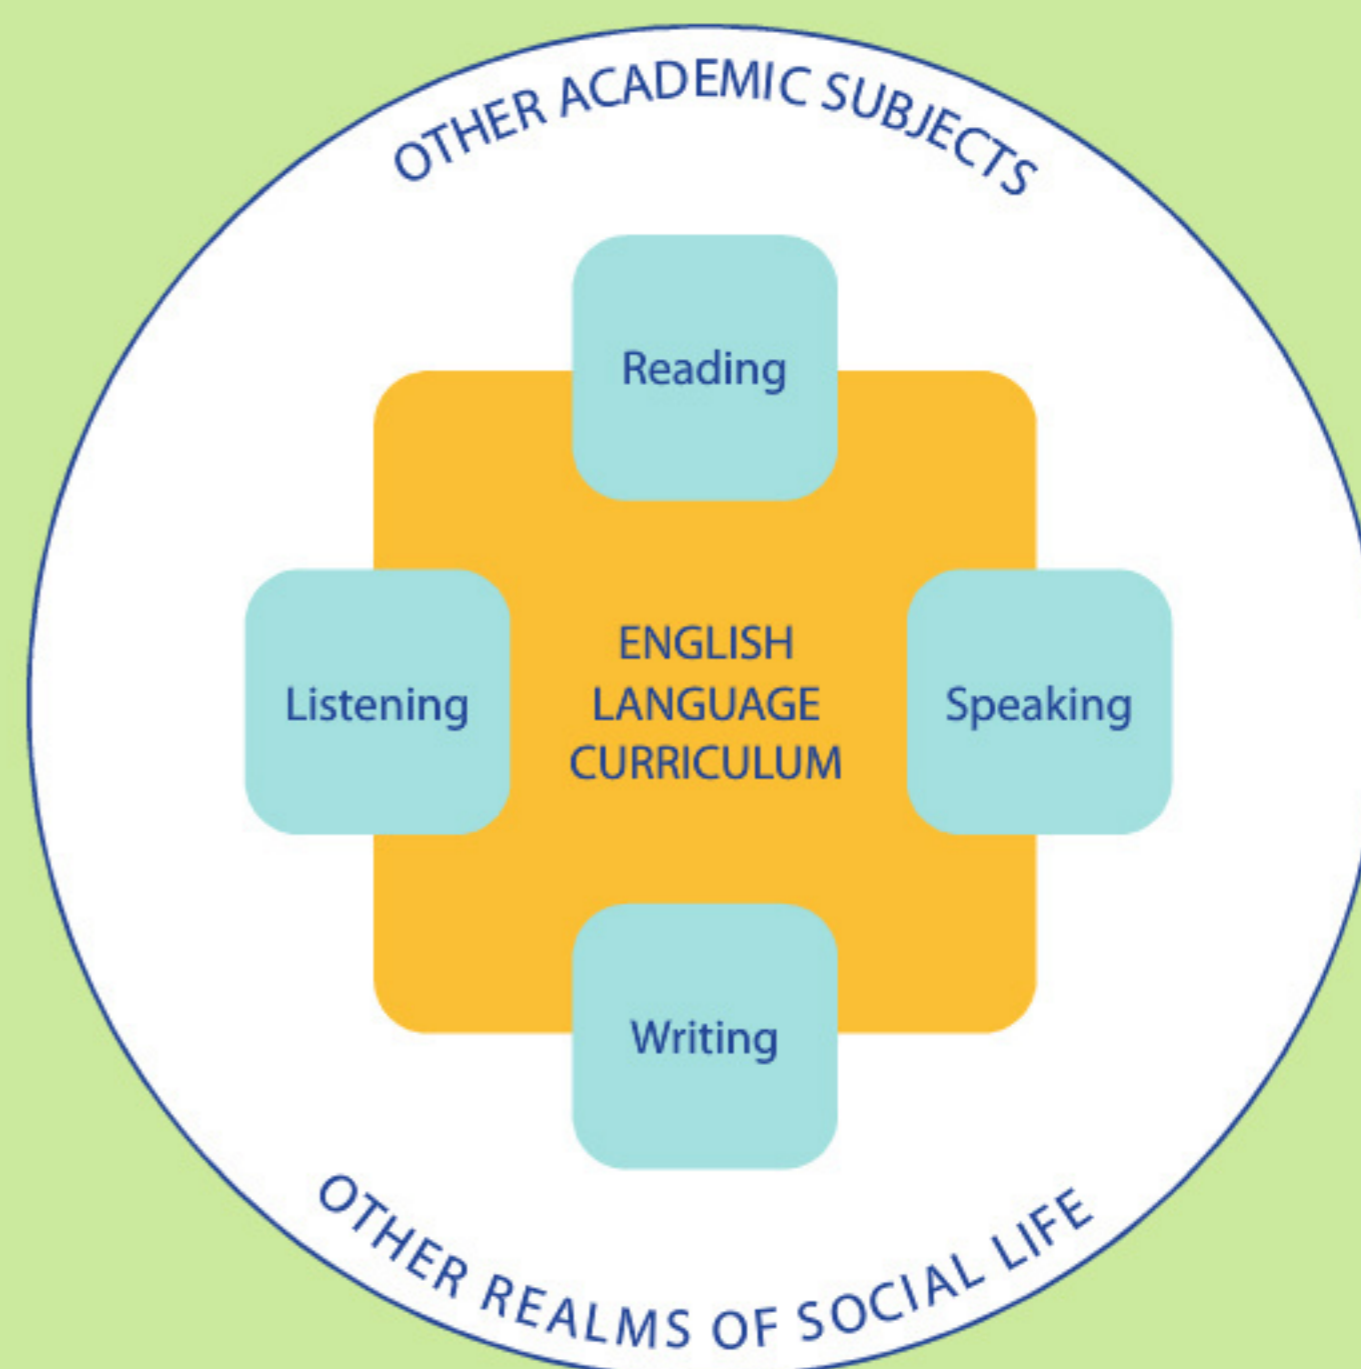 OTHER ACADEMIC SUBJECTS
Reading
Listening
ENGLISH
LANGUAGE
CURRICULUM
Speaking
Writing
OTHER REALMS OF SOCIAL LIFE